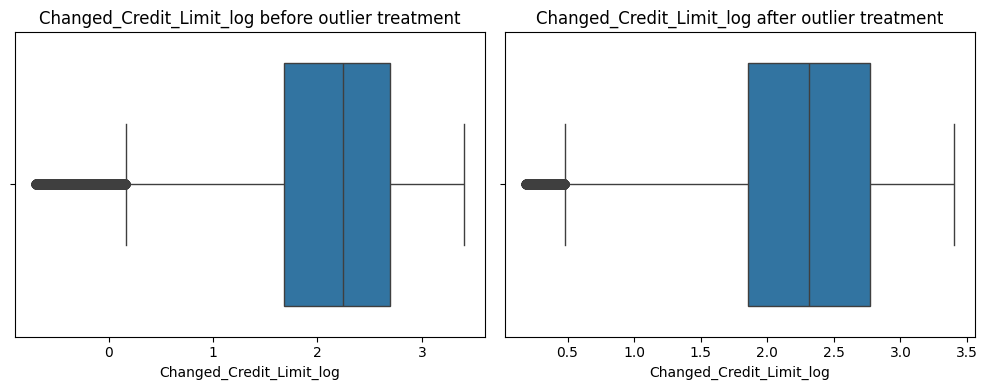 Changed_Credit_Limit_log before outlier treatment
0 1 2 3
Changed_Credit_Limit_log
Changed_Credit_Limit_log after outlier treatment
0.5 1.0 1.5 2.0 2.5 3.0 3.5
Changed_Credit_Limit_log